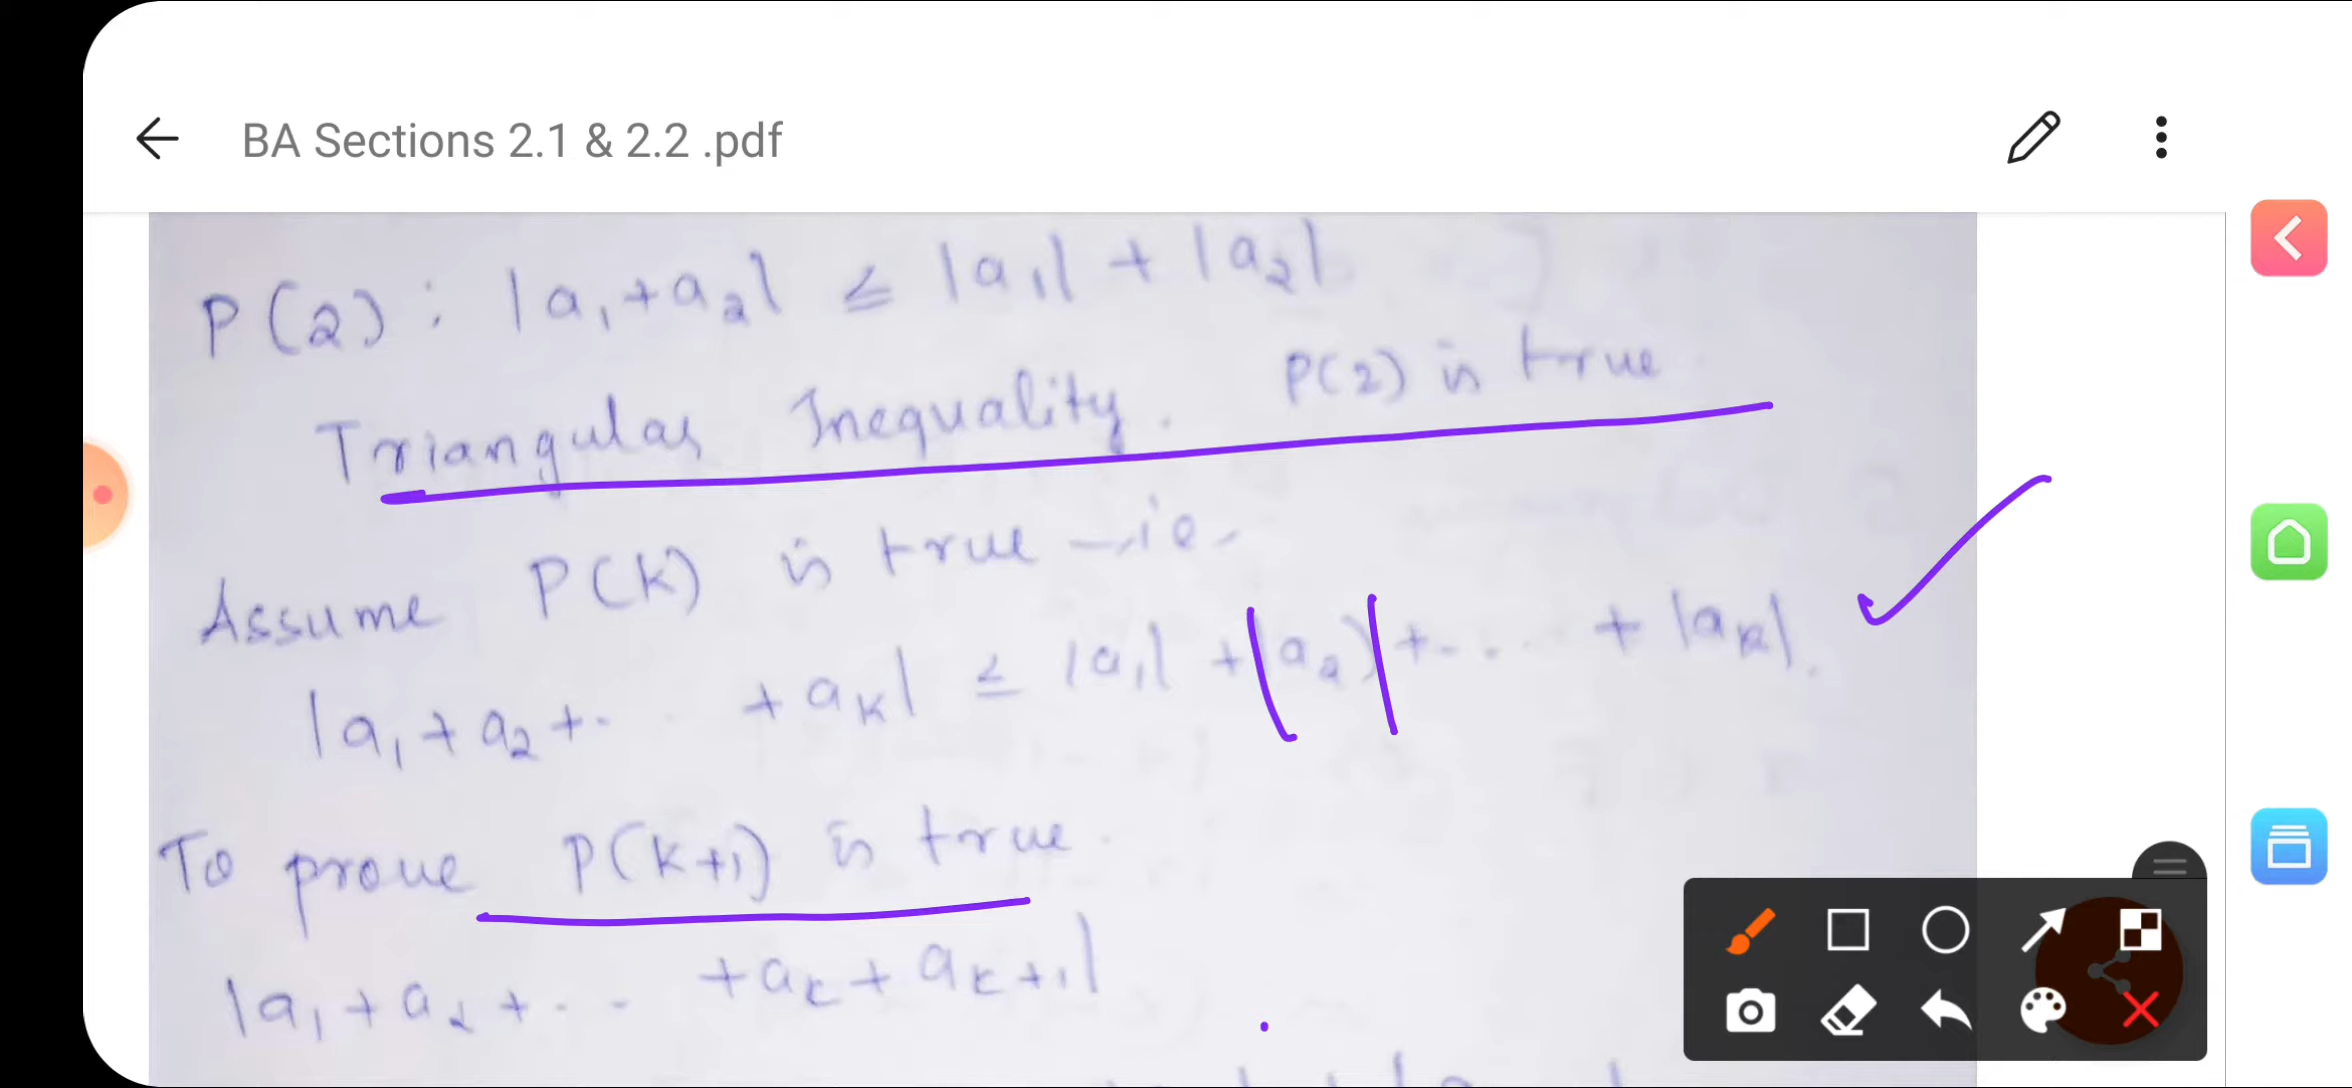 BA Sections 2.1 & 2.2 .pdf
P(2): |a₁+a₂| ≤ |a₁| + |a₂|
Triangular Inequality. P(2) is true
Assume P(K) is true -ie-
|a₁+a₂+.. +aₖ| ≤ |a₁| +|a₂|+-.. + |aₖ|.
To prove P(k+1) is true.
|a₁+a₂+..- +aₖ+aₖ₊₁|